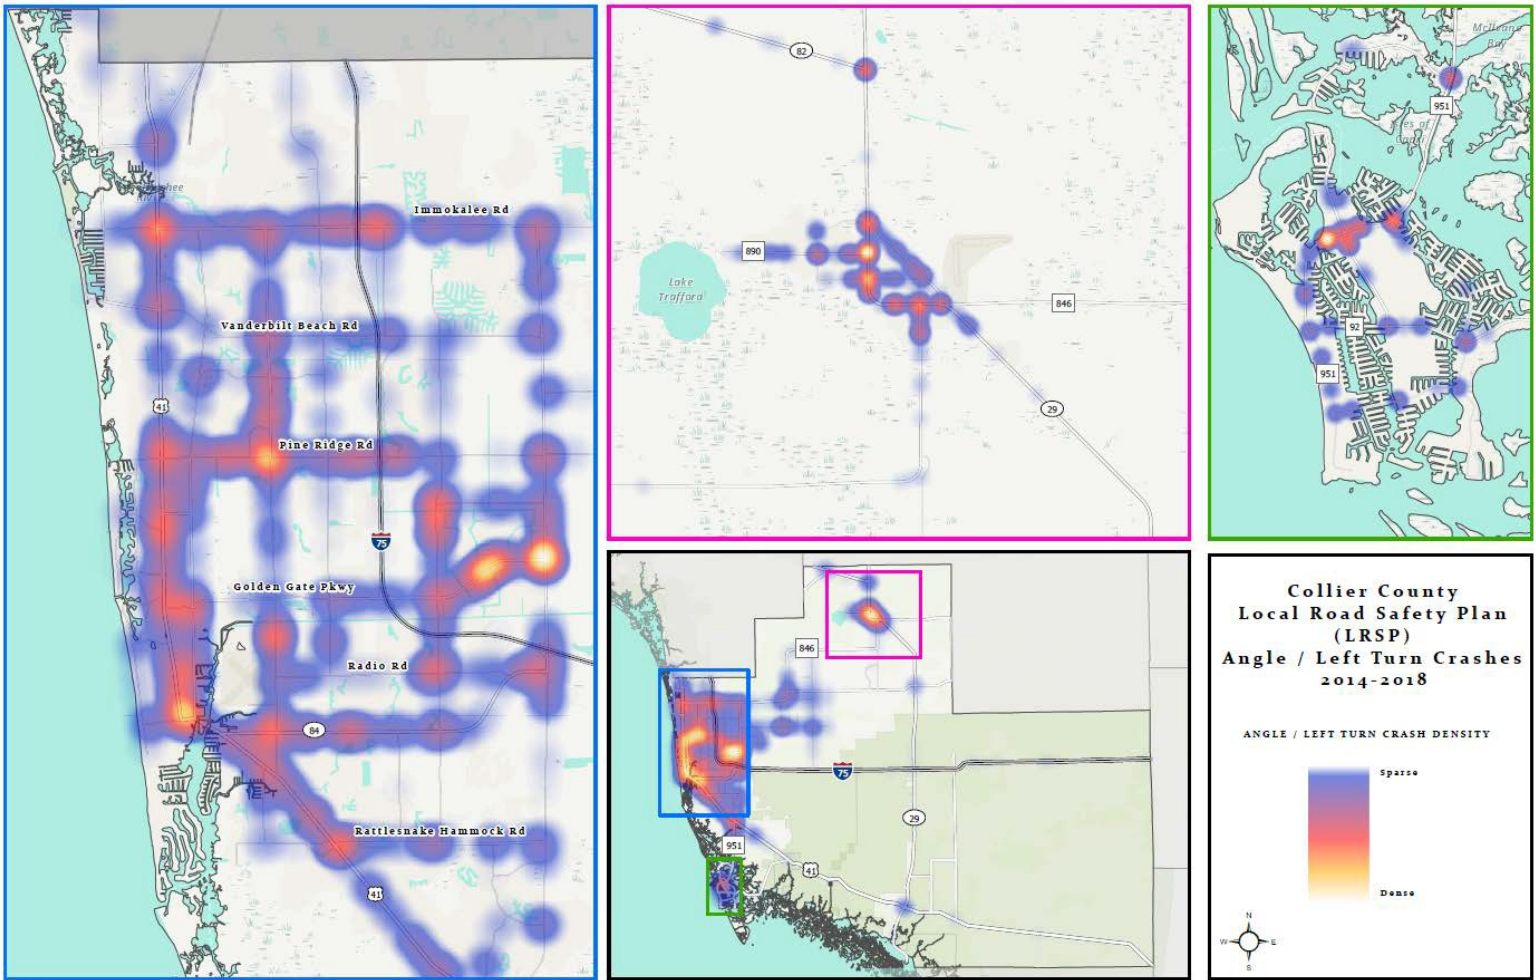 Immokalee Rd
Vanderbilt Beach Rd
41
Pine Ridge Rd
75
Golden Gate Pkwy
Radio Rd
84
Rattlesnake Hammock Rd
41
82
890
Lake
Trafford
846
29
951
92
951
846
75
29
951
41
Collier County
Local Road Safety Plan
(LRSP)
Angle / Left Turn Crashes
2014-2018
ANGLE / LEFT TURN CRASH DENSITY
Sparse
Dense
N
W
E
S